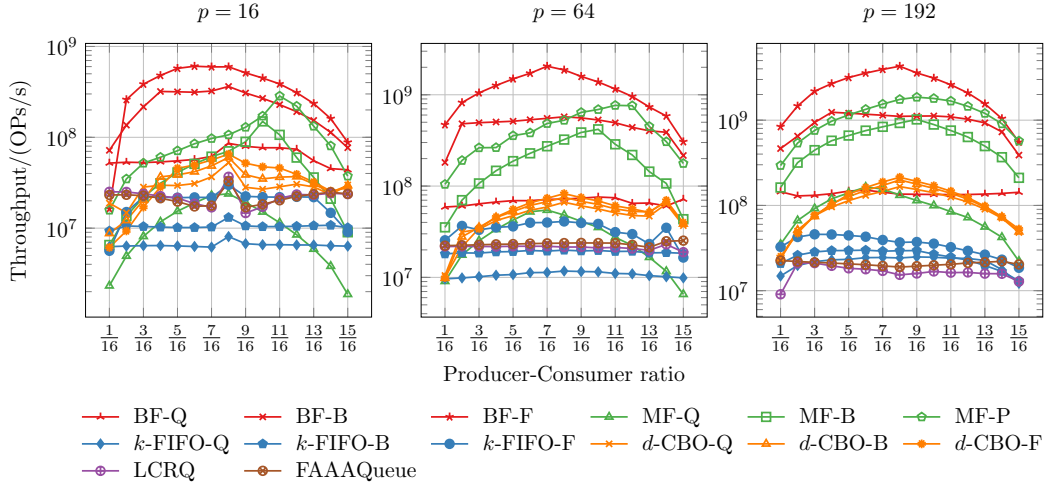 p = 16 p = 64 p = 192
Throughput/(OPs/s)
10^9 10^8 10^7
10^9 10^8 10^7
10^9 10^8 10^7
1/16 3/16 5/16 7/16 9/16 11/16 13/16 15/16
1/16 3/16 5/16 7/16 9/16 11/16 13/16 15/16
1/16 3/16 5/16 7/16 9/16 11/16 13/16 15/16
Producer-Consumer ratio
BF-Q BF-B BF-F MF-Q MF-B MF-P
k-FIFO-Q k-FIFO-B k-FIFO-F d-CBO-Q d-CBO-B d-CBO-F
LCRQ FAAAQueue